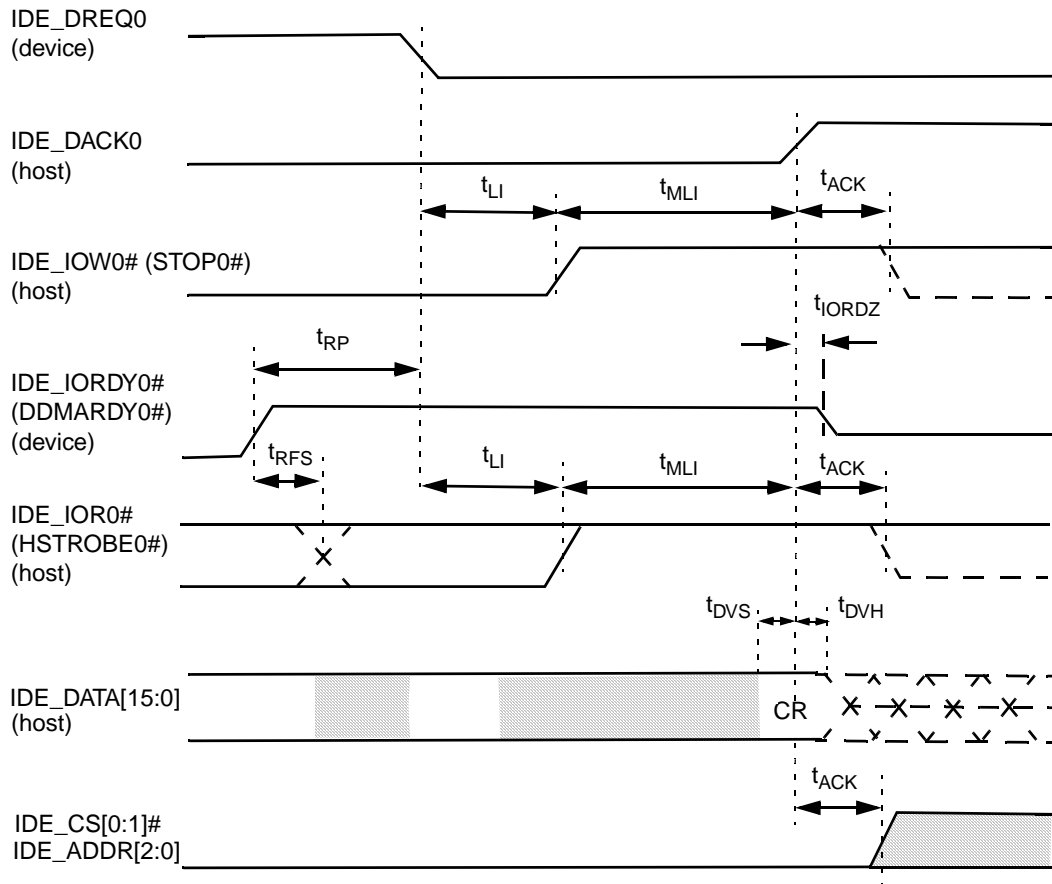 IDE_DREQ0
(device)
IDE_DACK0
(host)
tLI
tMLI
tACK
IDE_IOW0# (STOP0#)
(host)
tIORDZ
tRP
IDE_IORDY0#
(DDMARDY0#)
(device)
tRFS
tLI
tMLI
tACK
IDE_IOR0#
(HSTROBE0#)
(host)
tDVS
tDVH
IDE_DATA[15:0]
(host)
CR
tACK
IDE_CS[0:1]#
IDE_ADDR[2:0]